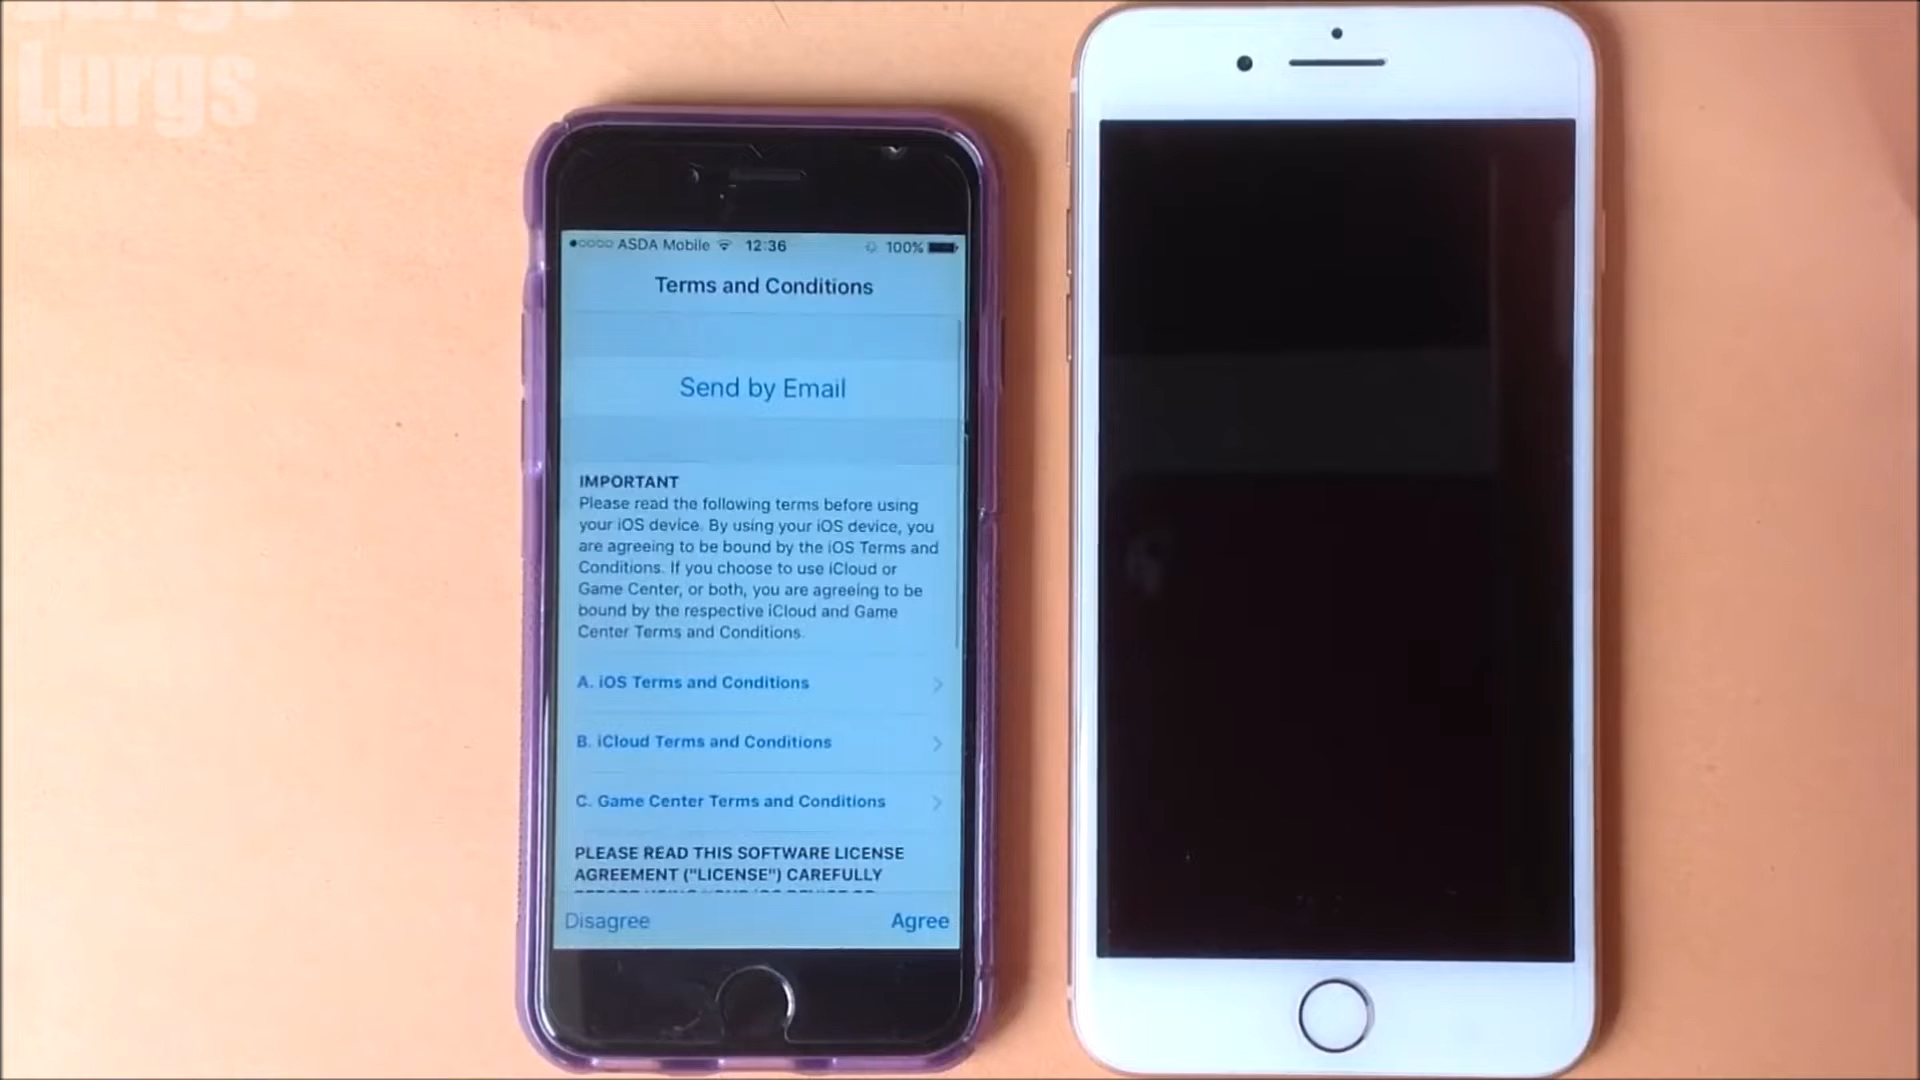 Lurgs
ASDA Mobile 12:36 100%
Terms and Conditions
Send by Email
IMPORTANT
Please read the following terms before using
your iOS device. By using your iOS device, you
are agreeing to be bound by the iOS Terms and
Conditions. If you choose to use iCloud or
Game Center, or both, you are agreeing to be
bound by the respective iCloud and Game
Center Terms and Conditions.
A. iOS Terms and Conditions
B. iCloud Terms and Conditions
C. Game Center Terms and Conditions
PLEASE READ THIS SOFTWARE LICENSE
AGREEMENT ("LICENSE") CAREFULLY
Disagree Agree